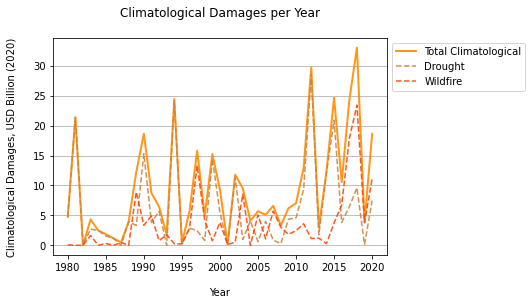 Climatological Damages per Year
Climatological Damages, USD Billion (2020)
30
25
20
15
10
5
0
1980 1985 1990 1995 2000 2005 2010 2015 2020
Year
Total Climatological
Drought
Wildfire